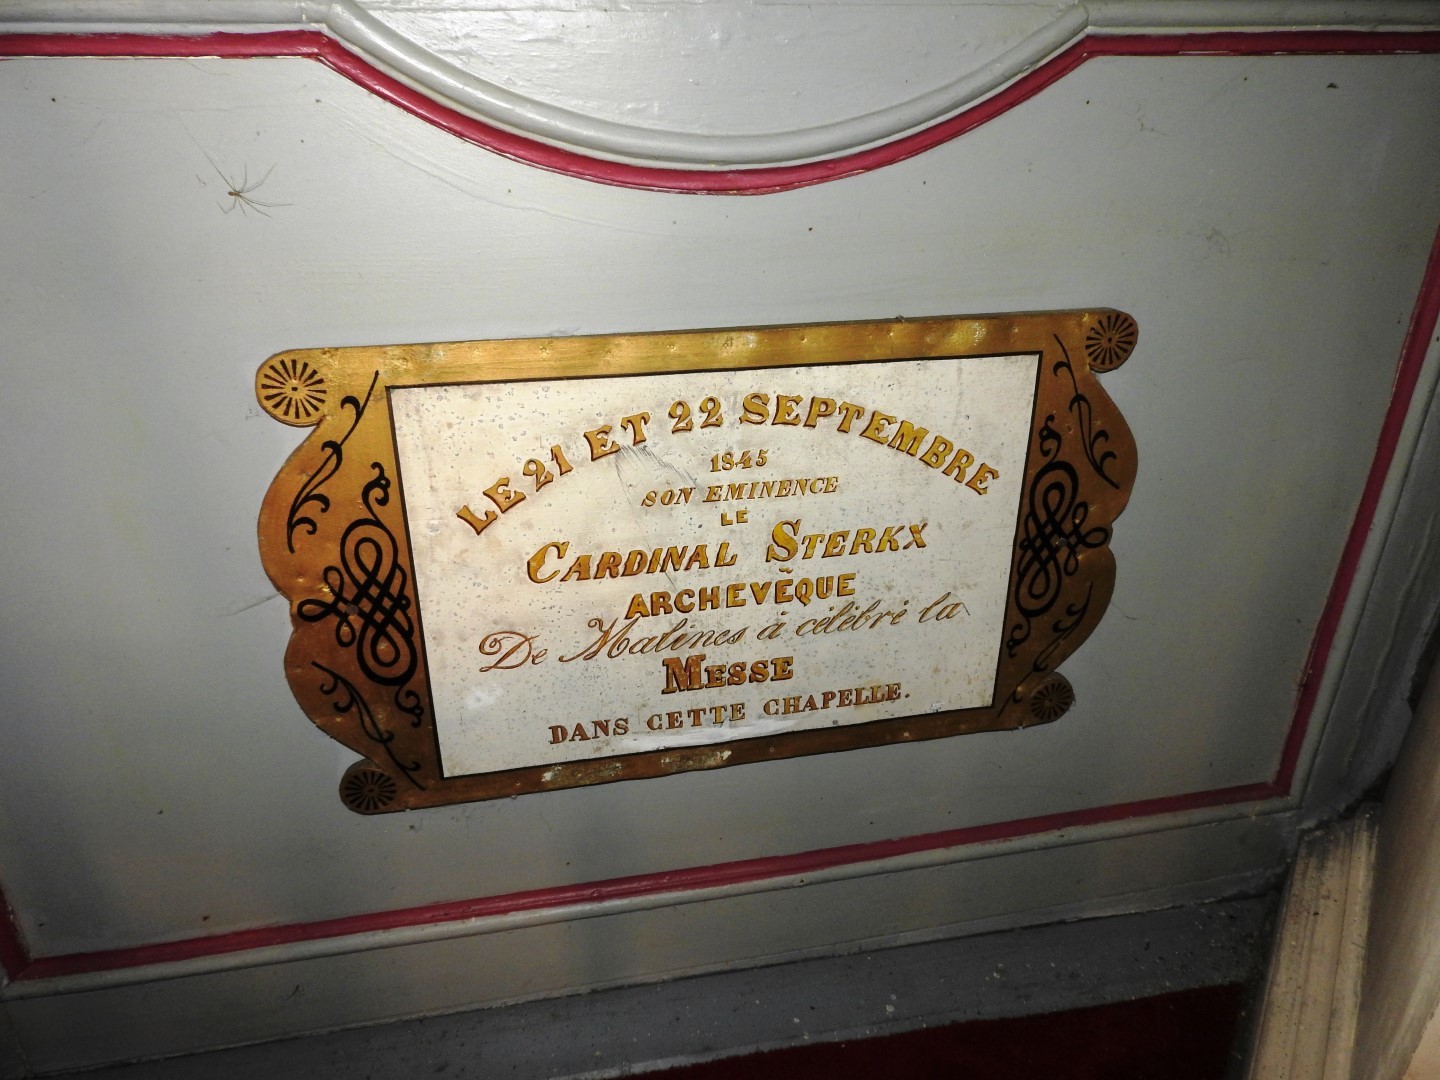 LE 21 ET 22 SEPTEMBRE
1845
SON EMINENCE
LE
CARDINAL STERKX
ARCHEVÊQUE
De Malines à célébré la
MESSE
DANS CETTE CHAPELLE.